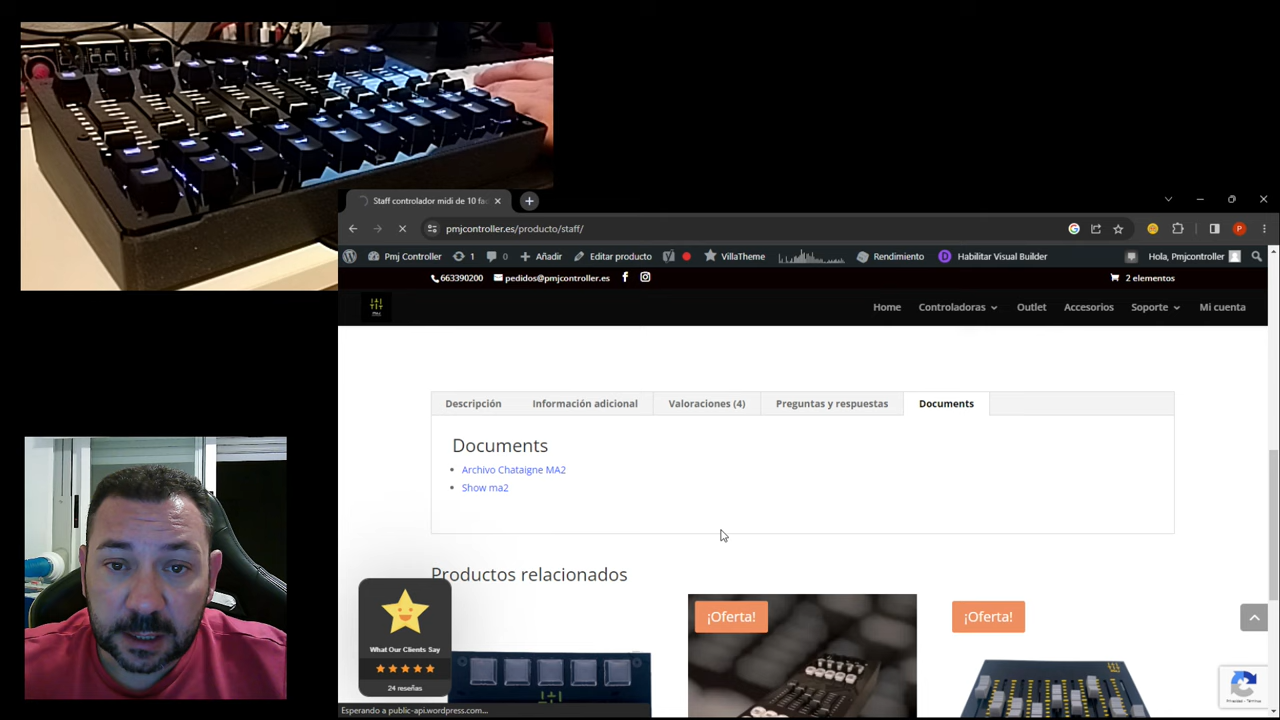 Staff controlador midi de 10 fac
pmjcontroller.es/producto/staff/
P
Pmj Controller 1 0 Añadir Editar producto VillaTheme Rendimiento D Habilitar Visual Builder Hola, Pmjcontroller
663390200 pedidos@pmjcontroller.es 2 elementos
Home Controladoras Outlet Accesorios Soporte Mi cuenta
Descripción Información adicional Valoraciones (4) Preguntas y respuestas Documents
Documents
Archivo Chataigne MA2
Show ma2
Productos relacionados
¡Oferta! ¡Oferta!
What Our Clients Say
24 reseñas
Privacidad - Términos
Esperando a public-api.wordpress.com...